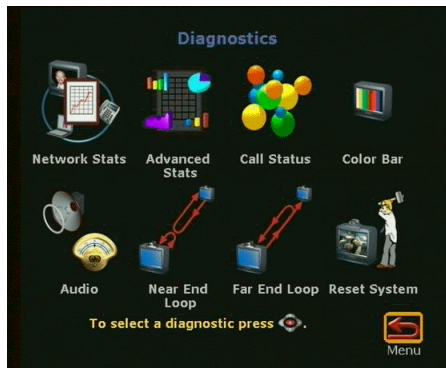 Diagnostics
Network Stats
Advanced
Stats
Call Status
Color Bar
Audio
Near End
Loop
Far End Loop
Reset System
To select a diagnostic press .
Menu